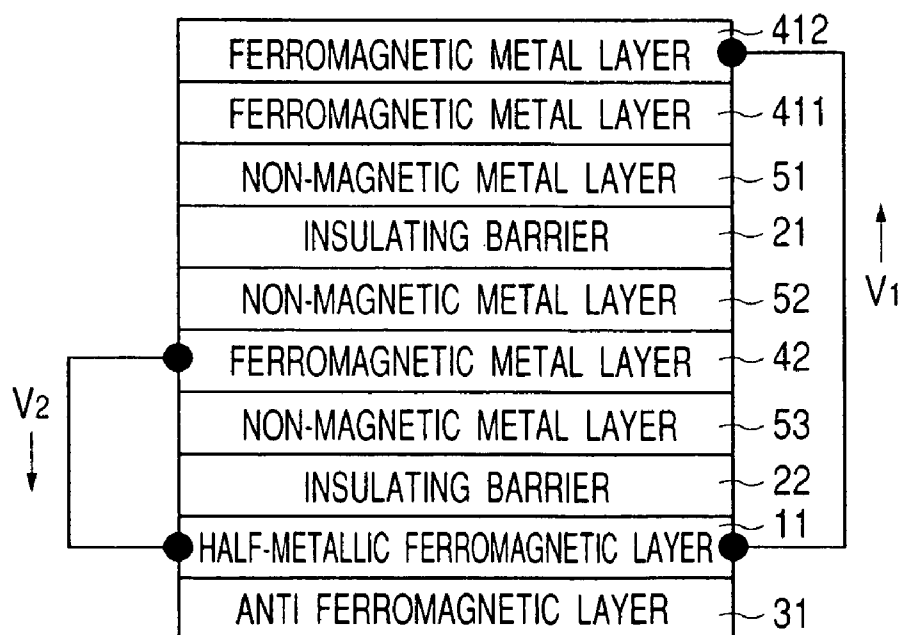 FERROMAGNETIC METAL LAYER 412
FERROMAGNETIC METAL LAYER 411
NON-MAGNETIC METAL LAYER 51
INSULATING BARRIER 21
NON-MAGNETIC METAL LAYER 52
V1
FERROMAGNETIC METAL LAYER 42
V2
NON-MAGNETIC METAL LAYER 53
INSULATING BARRIER 22
HALF-METALLIC FERROMAGNETIC LAYER 11
ANTI FERROMAGNETIC LAYER 31